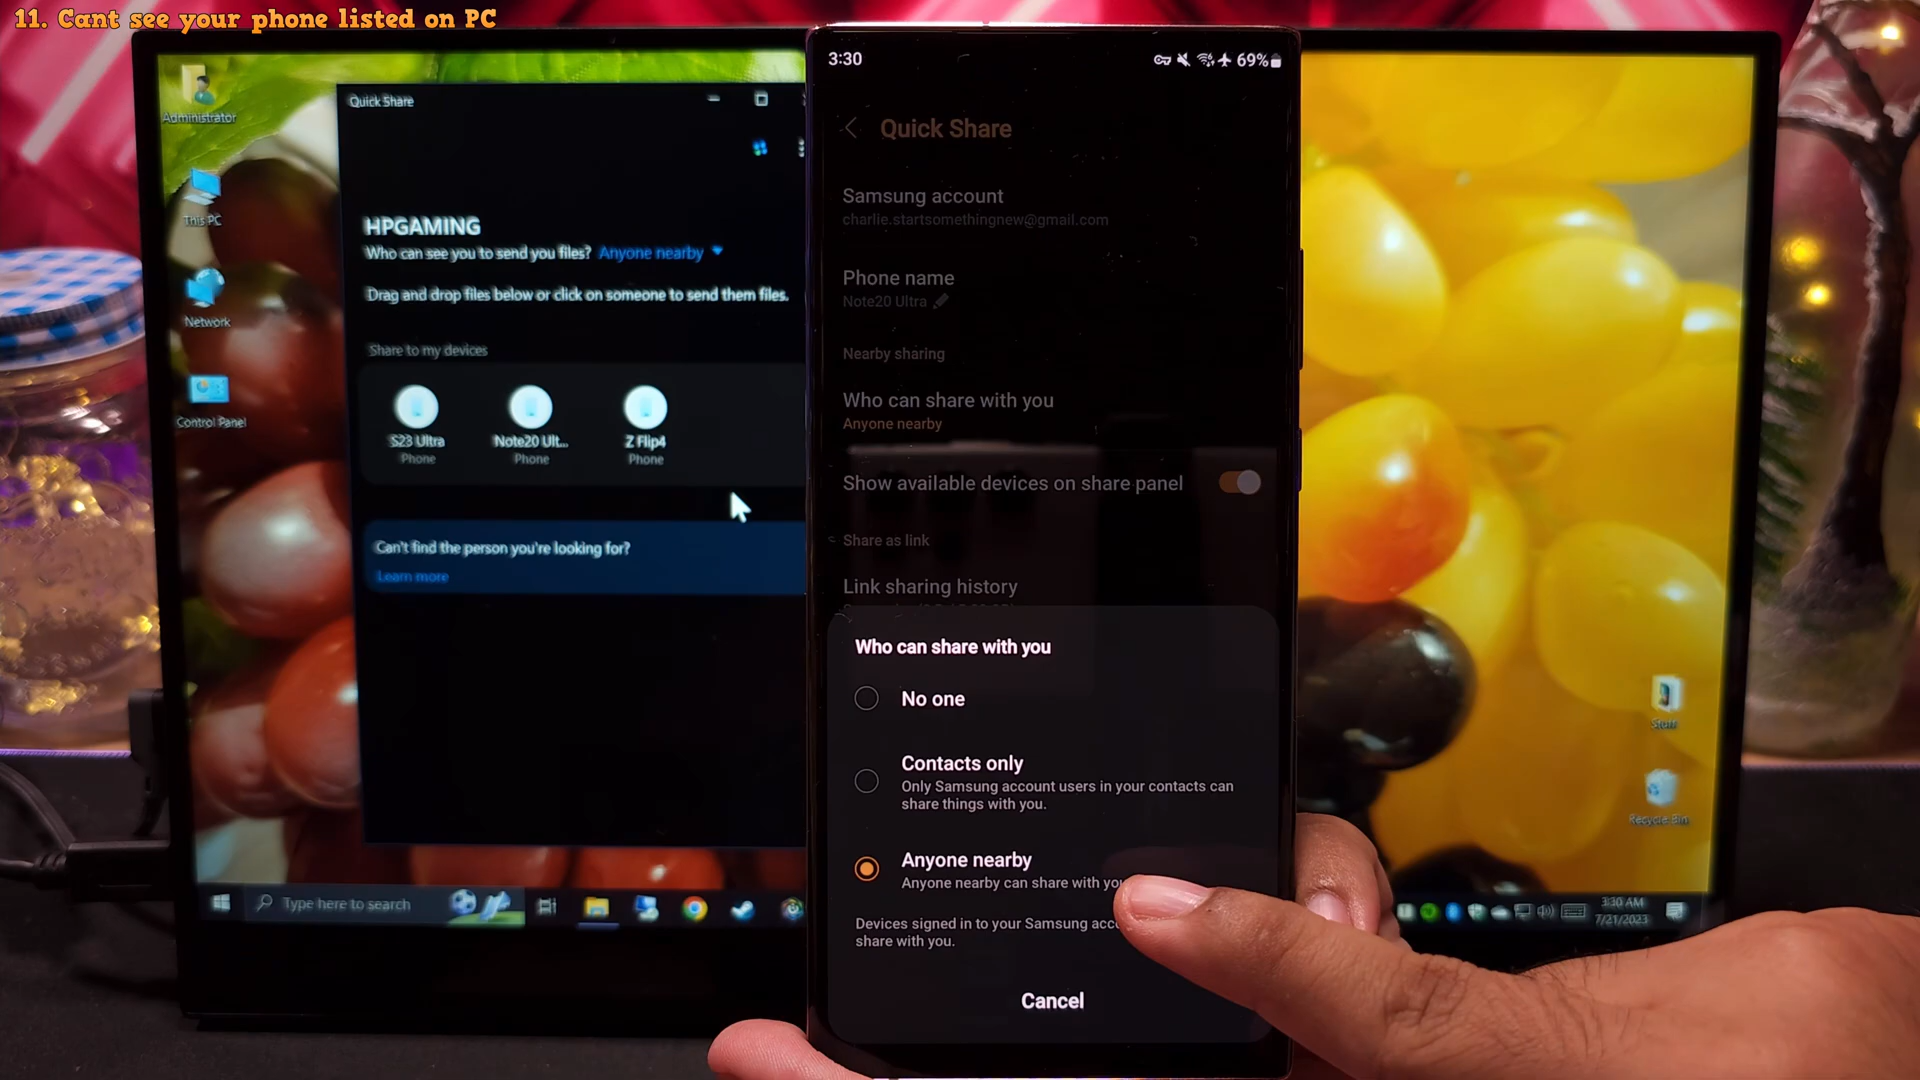 11. Cant see your phone listed on PC
Administrator
This PC
Network
Control Panel
Quick Share
HPGAMING
Who can see you to send you files? Anyone nearby
Drag and drop files below or click on someone to send them files.
Share to my devices
S23 Ultra
Phone
Note20 Ult...
Phone
Z Flip4
Phone
Can't find the person you're looking for?
Learn more
Type here to search
3:30
69%
Quick Share
Samsung account
charlie.startsomethingnew@gmail.com
Phone name
Note20 Ultra
Nearby sharing
Who can share with you
Anyone nearby
Show available devices on share panel
Share as link
Link sharing history
Who can share with you
No one
Contacts only
Only Samsung account users in your contacts can
share things with you.
Anyone nearby
Anyone nearby can share with you
Devices signed in to your Samsung acco
share with you.
Cancel
Recycle Bin
3:30 AM
7/21/2023